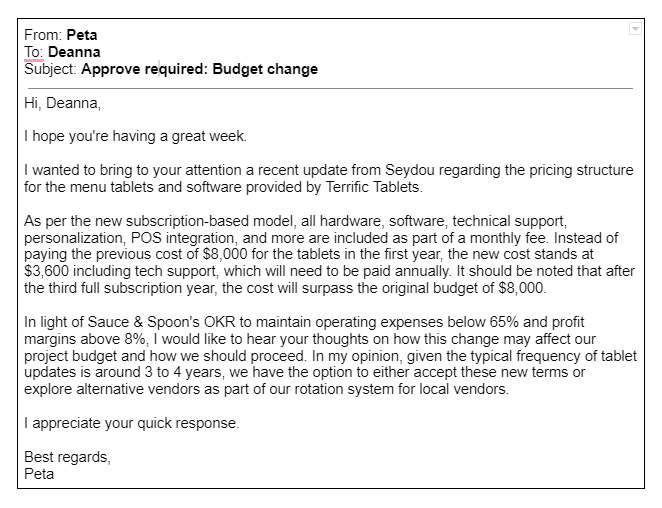 From: Peta
To: Deanna
Subject: Approve required: Budget change
Hi, Deanna,
I hope you're having a great week.
I wanted to bring to your attention a recent update from Seydou regarding the pricing structure
for the menu tablets and software provided by Terrific Tablets.
As per the new subscription-based model, all hardware, software, technical support,
personalization, POS integration, and more are included as part of a monthly fee. Instead of
paying the previous cost of $8,000 for the tablets in the first year, the new cost stands at
$3,600 including tech support, which will need to be paid annually. It should be noted that after
the third full subscription year, the cost will surpass the original budget of $8,000.
In light of Sauce & Spoon's OKR to maintain operating expenses below 65% and profit
margins above 8%, I would like to hear your thoughts on how this change may affect our
project budget and how we should proceed. In my opinion, given the typical frequency of tablet
updates is around 3 to 4 years, we have the option to either accept these new terms or
explore alternative vendors as part of our rotation system for local vendors.
I appreciate your quick response.
Best regards,
Peta